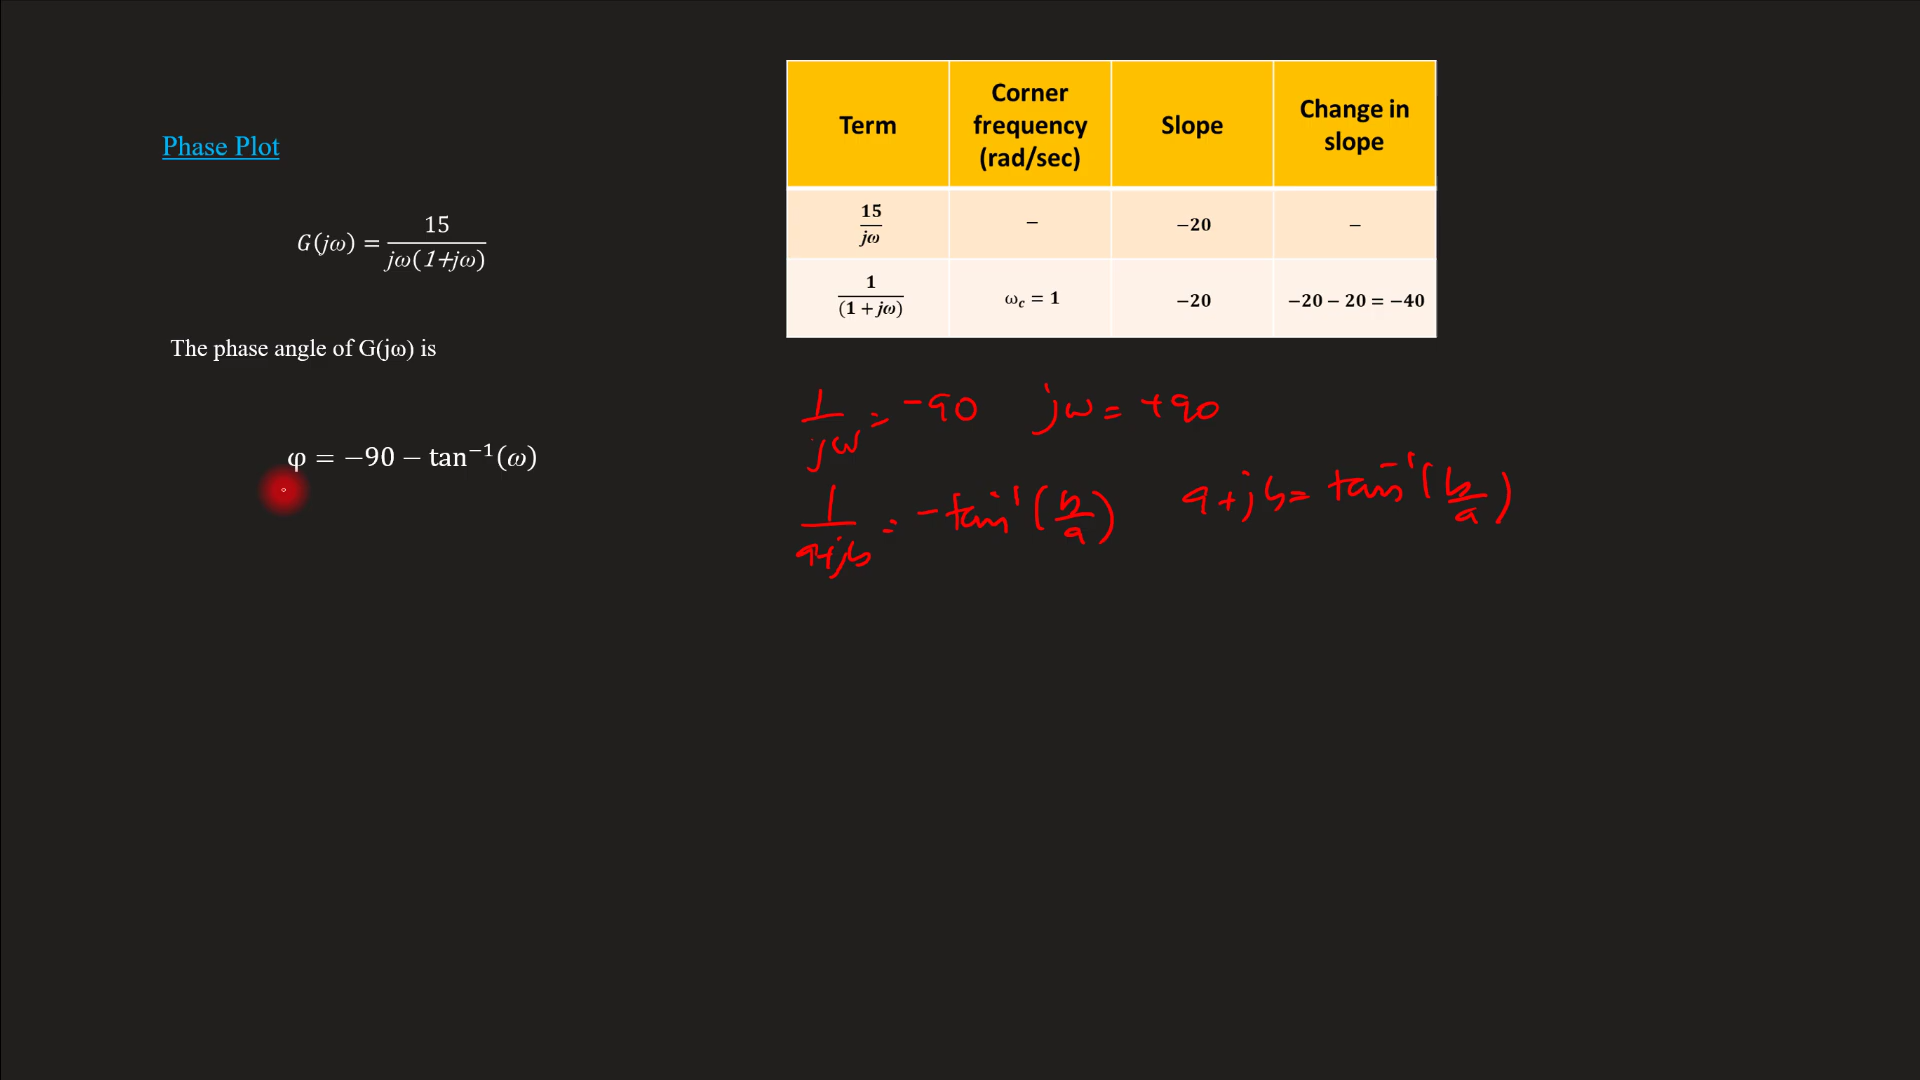 Phase Plot
G(jω) = 15 / jω(1+jω)
The phase angle of G(jω) is
φ = −90 − tan⁻¹(ω)
Term | Corner frequency (rad/sec) | Slope | Change in slope
15/jω | − | −20 | −
1/(1 + jω) | ω_c = 1 | −20 | −20 − 20 = −40
1/jω = -90   jω = +90
1/a+jb = -tan⁻¹(b/a)   a+jb = tan⁻¹(b/a)